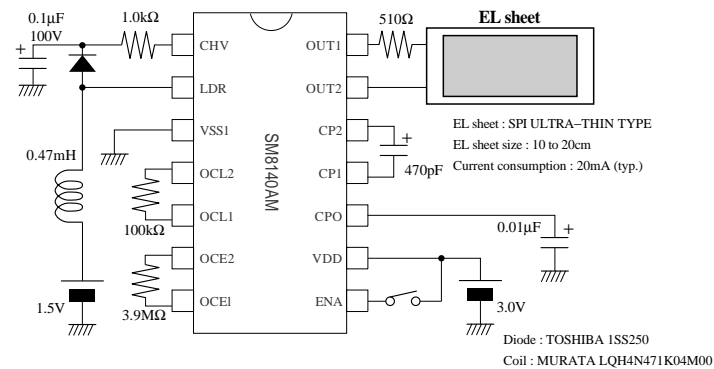 0.1μF
100V
+
1.0kΩ
CHV
LDR
VSS1
OCL2
OCL1
OCE2
OCEl
SM8140AM
OUT1
OUT2
CP2
CP1
CPO
VDD
ENA
510Ω
EL sheet
EL sheet : SPI ULTRA–THIN TYPE
EL sheet size : 10 to 20cm
Current consumption : 20mA (typ.)
+
470pF
0.01μF
+
0.47mH
100kΩ
3.9MΩ
1.5V
3.0V
Diode : TOSHIBA 1SS250
Coil : MURATA LQH4N471K04M00